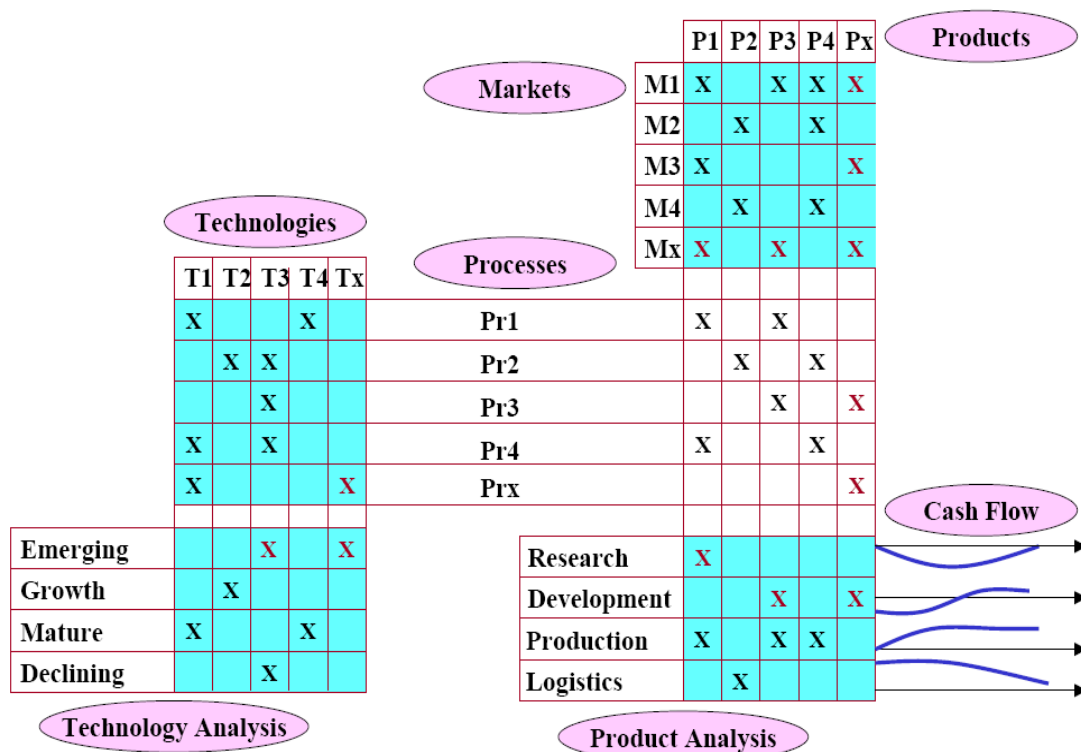 P1 P2 P3 P4 Px Products
Markets M1 X X X X
M2 X X
M3 X X
M4 X X
Technologies
Mx X X X
Processes
T1 T2 T3 T4 Tx
X X Pr1 X X
X X Pr2 X X
X Pr3 X X
X X Pr4 X X
X X Prx X
Cash Flow
Emerging X X
Research X
Growth X
Development X X
Mature X X
Production X X X
Declining X
Logistics X
Technology Analysis
Product Analysis